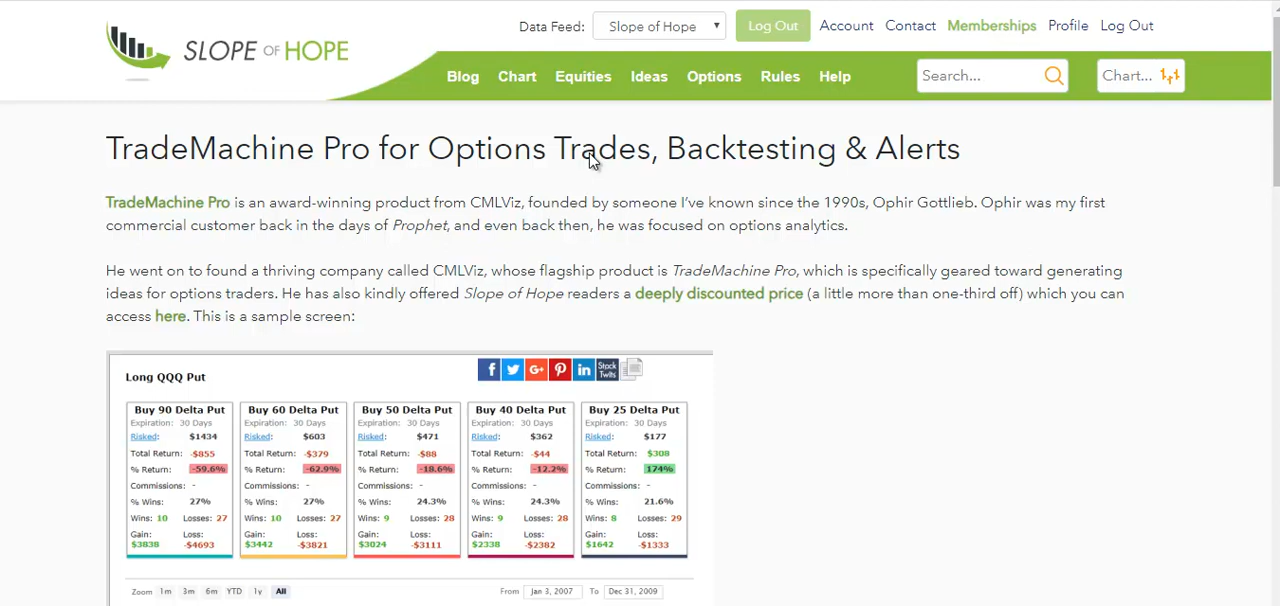 Data Feed: Slope of Hope Log Out Account Contact Memberships Profile Log Out
SLOPE OF HOPE
Blog Chart Equities Ideas Options Rules Help Search... Chart...
TradeMachine Pro for Options Trades, Backtesting & Alerts
TradeMachine Pro is an award-winning product from CMLViz, founded by someone I've known since the 1990s, Ophir Gottlieb. Ophir was my first
commercial customer back in the days of Prophet, and even back then, he was focused on options analytics.
He went on to found a thriving company called CMLViz, whose flagship product is TradeMachine Pro, which is specifically geared toward generating
ideas for options traders. He has also kindly offered Slope of Hope readers a deeply discounted price (a little more than one-third off) which you can
access here. This is a sample screen:
Long QQQ Put
f G+ in Stock Twits
Buy 90 Delta Put Buy 60 Delta Put Buy 50 Delta Put Buy 40 Delta Put Buy 25 Delta Put
Expiration: 30 Days Expiration: 30 Days Expiration: 30 Days Expiration: 30 Days Expiration: 30 Days
Risked: $1434 Risked: $603 Risked: $471 Risked: $362 Risked: $177
Total Return: -$855 Total Return: -$379 Total Return: -$88 Total Return: -$44 Total Return: $308
% Return: -59.6% % Return: -62.9% % Return: -18.6% % Return: -12.2% % Return: 174%
Commissions: - Commissions: - Commissions: - Commissions: - Commissions: -
% Wins: 27% % Wins: 27% % Wins: 24.3% % Wins: 24.3% % Wins: 21.6%
Wins: 10 Losses: 27 Wins: 10 Losses: 27 Wins: 9 Losses: 28 Wins: 9 Losses: 28 Wins: 8 Losses: 29
Gain: Loss: Gain: Loss: Gain: Loss: Gain: Loss: Gain: Loss:
$3838 -$4693 $3442 -$3821 $3024 -$3111 $2338 -$2382 $1642 -$1333
Zoom 1m 3m 6m YTD 1y All From Jan 3, 2007 To Dec 31, 2009